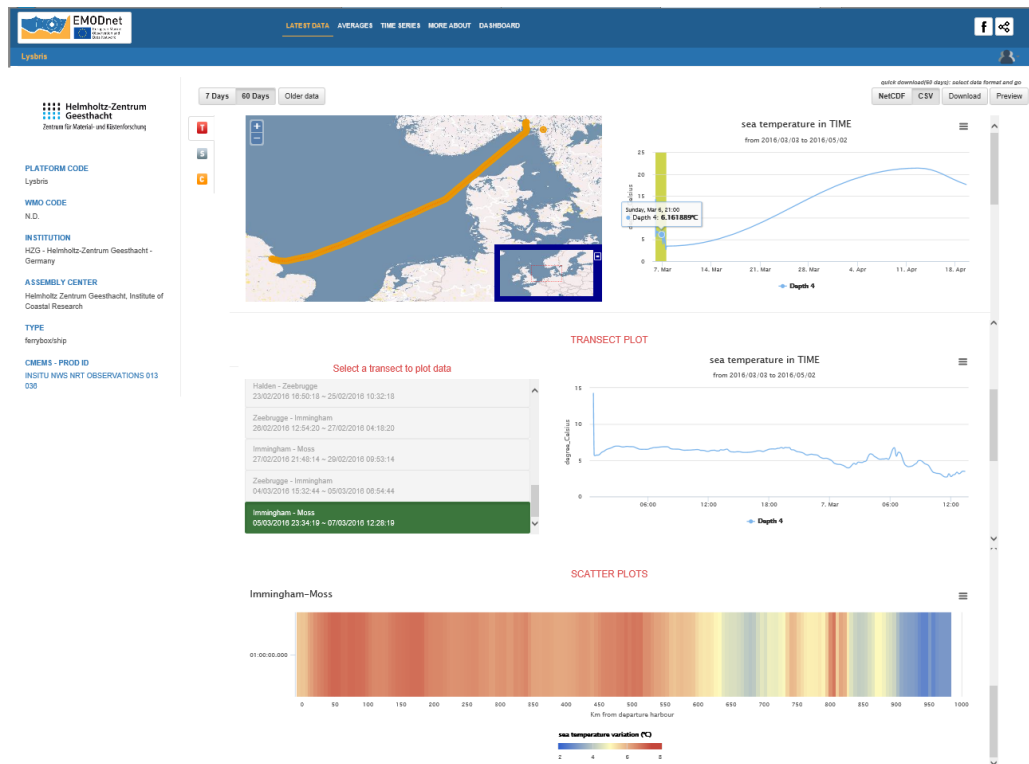 EMODnet
LATEST DATA AVERAGES TIME SERIES MORE ABOUT DASHBOARD
Lysbris
quick download(60 days): select data format and go
7 Days 60 Days Older data
NetCDF CSV Download Preview
Helmholtz-Zentrum
Geesthacht
Zentrum für Material- und Küstenforschung
PLATFORM CODE
Lysbris
WMO CODE
N.D.
INSTITUTION
HZG - Helmholtz-Zentrum Geesthacht -
Germany
ASSEMBLY CENTER
Helmholtz Zentrum Geesthacht, Institute of
Coastal Research
TYPE
ferrybox/ship
CMEMS - PROD ID
INSITU NWS NRT OBSERVATIONS 013
036
T
S
C
+
−
sea temperature in TIME
from 2016/03/03 to 2016/05/02
25
20
15
Sunday, Mar 6, 21:00
Depth 4: 6.161889°C
5
0
7. Mar 14. Mar 21. Mar 28. Mar 4. Apr 11. Apr 18. Apr
Depth 4
TRANSECT PLOT
Select a transect to plot data
Halden - Zeebrugge
23/02/2016 16:50:18 ~ 25/02/2016 10:32:18
Zeebrugge - Immingham
26/02/2016 12:54:20 ~ 27/02/2016 04:18:20
Immingham - Moss
27/02/2016 21:48:14 ~ 29/02/2016 09:53:14
Zeebrugge - Immingham
04/03/2016 15:32:44 ~ 05/03/2016 06:54:44
Immingham - Moss
05/03/2016 23:34:19 ~ 07/03/2016 12:28:19
sea temperature in TIME
from 2016/03/03 to 2016/05/02
degree_Celsius
15
10
5
0
06:00 12:00 18:00 7. Mar 06:00 12:00
Depth 4
SCATTER PLOTS
Immingham-Moss
01:00:00.000
0 50 100 150 200 250 300 350 400 450 500 550 600 650 700 750 800 850 900 950 1000
Km from departure harbour
sea temperature variation (°C)
2 4 6 8